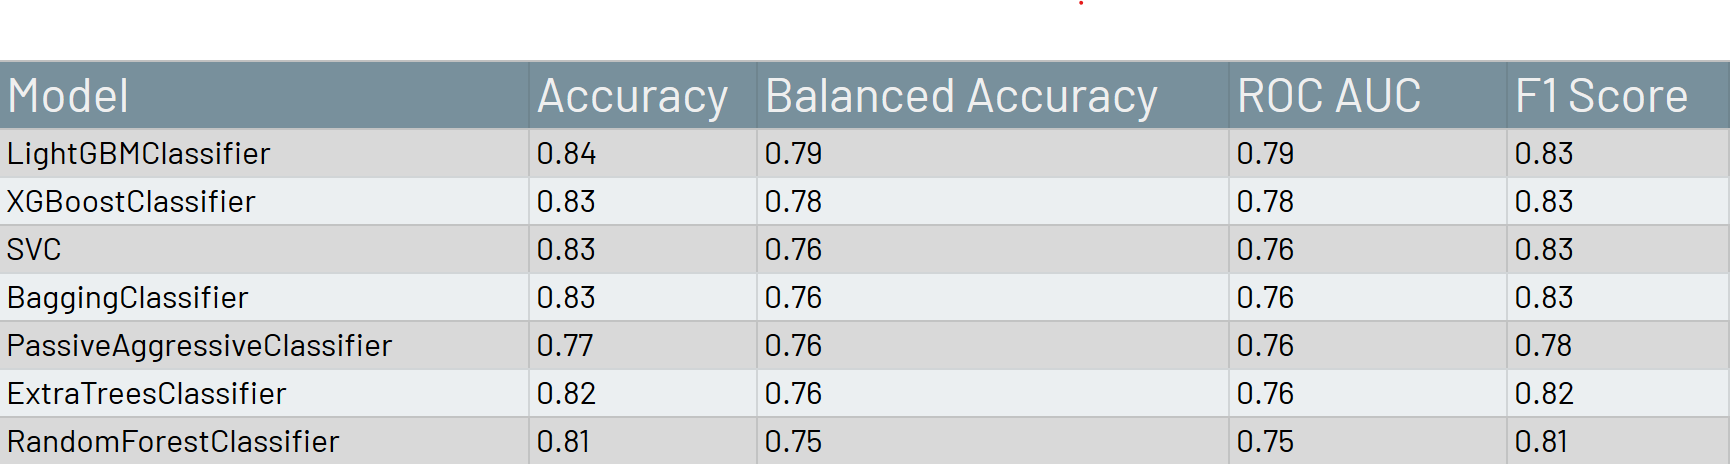 Model Accuracy Balanced Accuracy ROC AUC F1 Score
LightGBMClassifier 0.84 0.79 0.79 0.83
XGBoostClassifier 0.83 0.78 0.78 0.83
SVC 0.83 0.76 0.76 0.83
BaggingClassifier 0.83 0.76 0.76 0.83
PassiveAggressiveClassifier 0.77 0.76 0.76 0.78
ExtraTreesClassifier 0.82 0.76 0.76 0.82
RandomForestClassifier 0.81 0.75 0.75 0.81